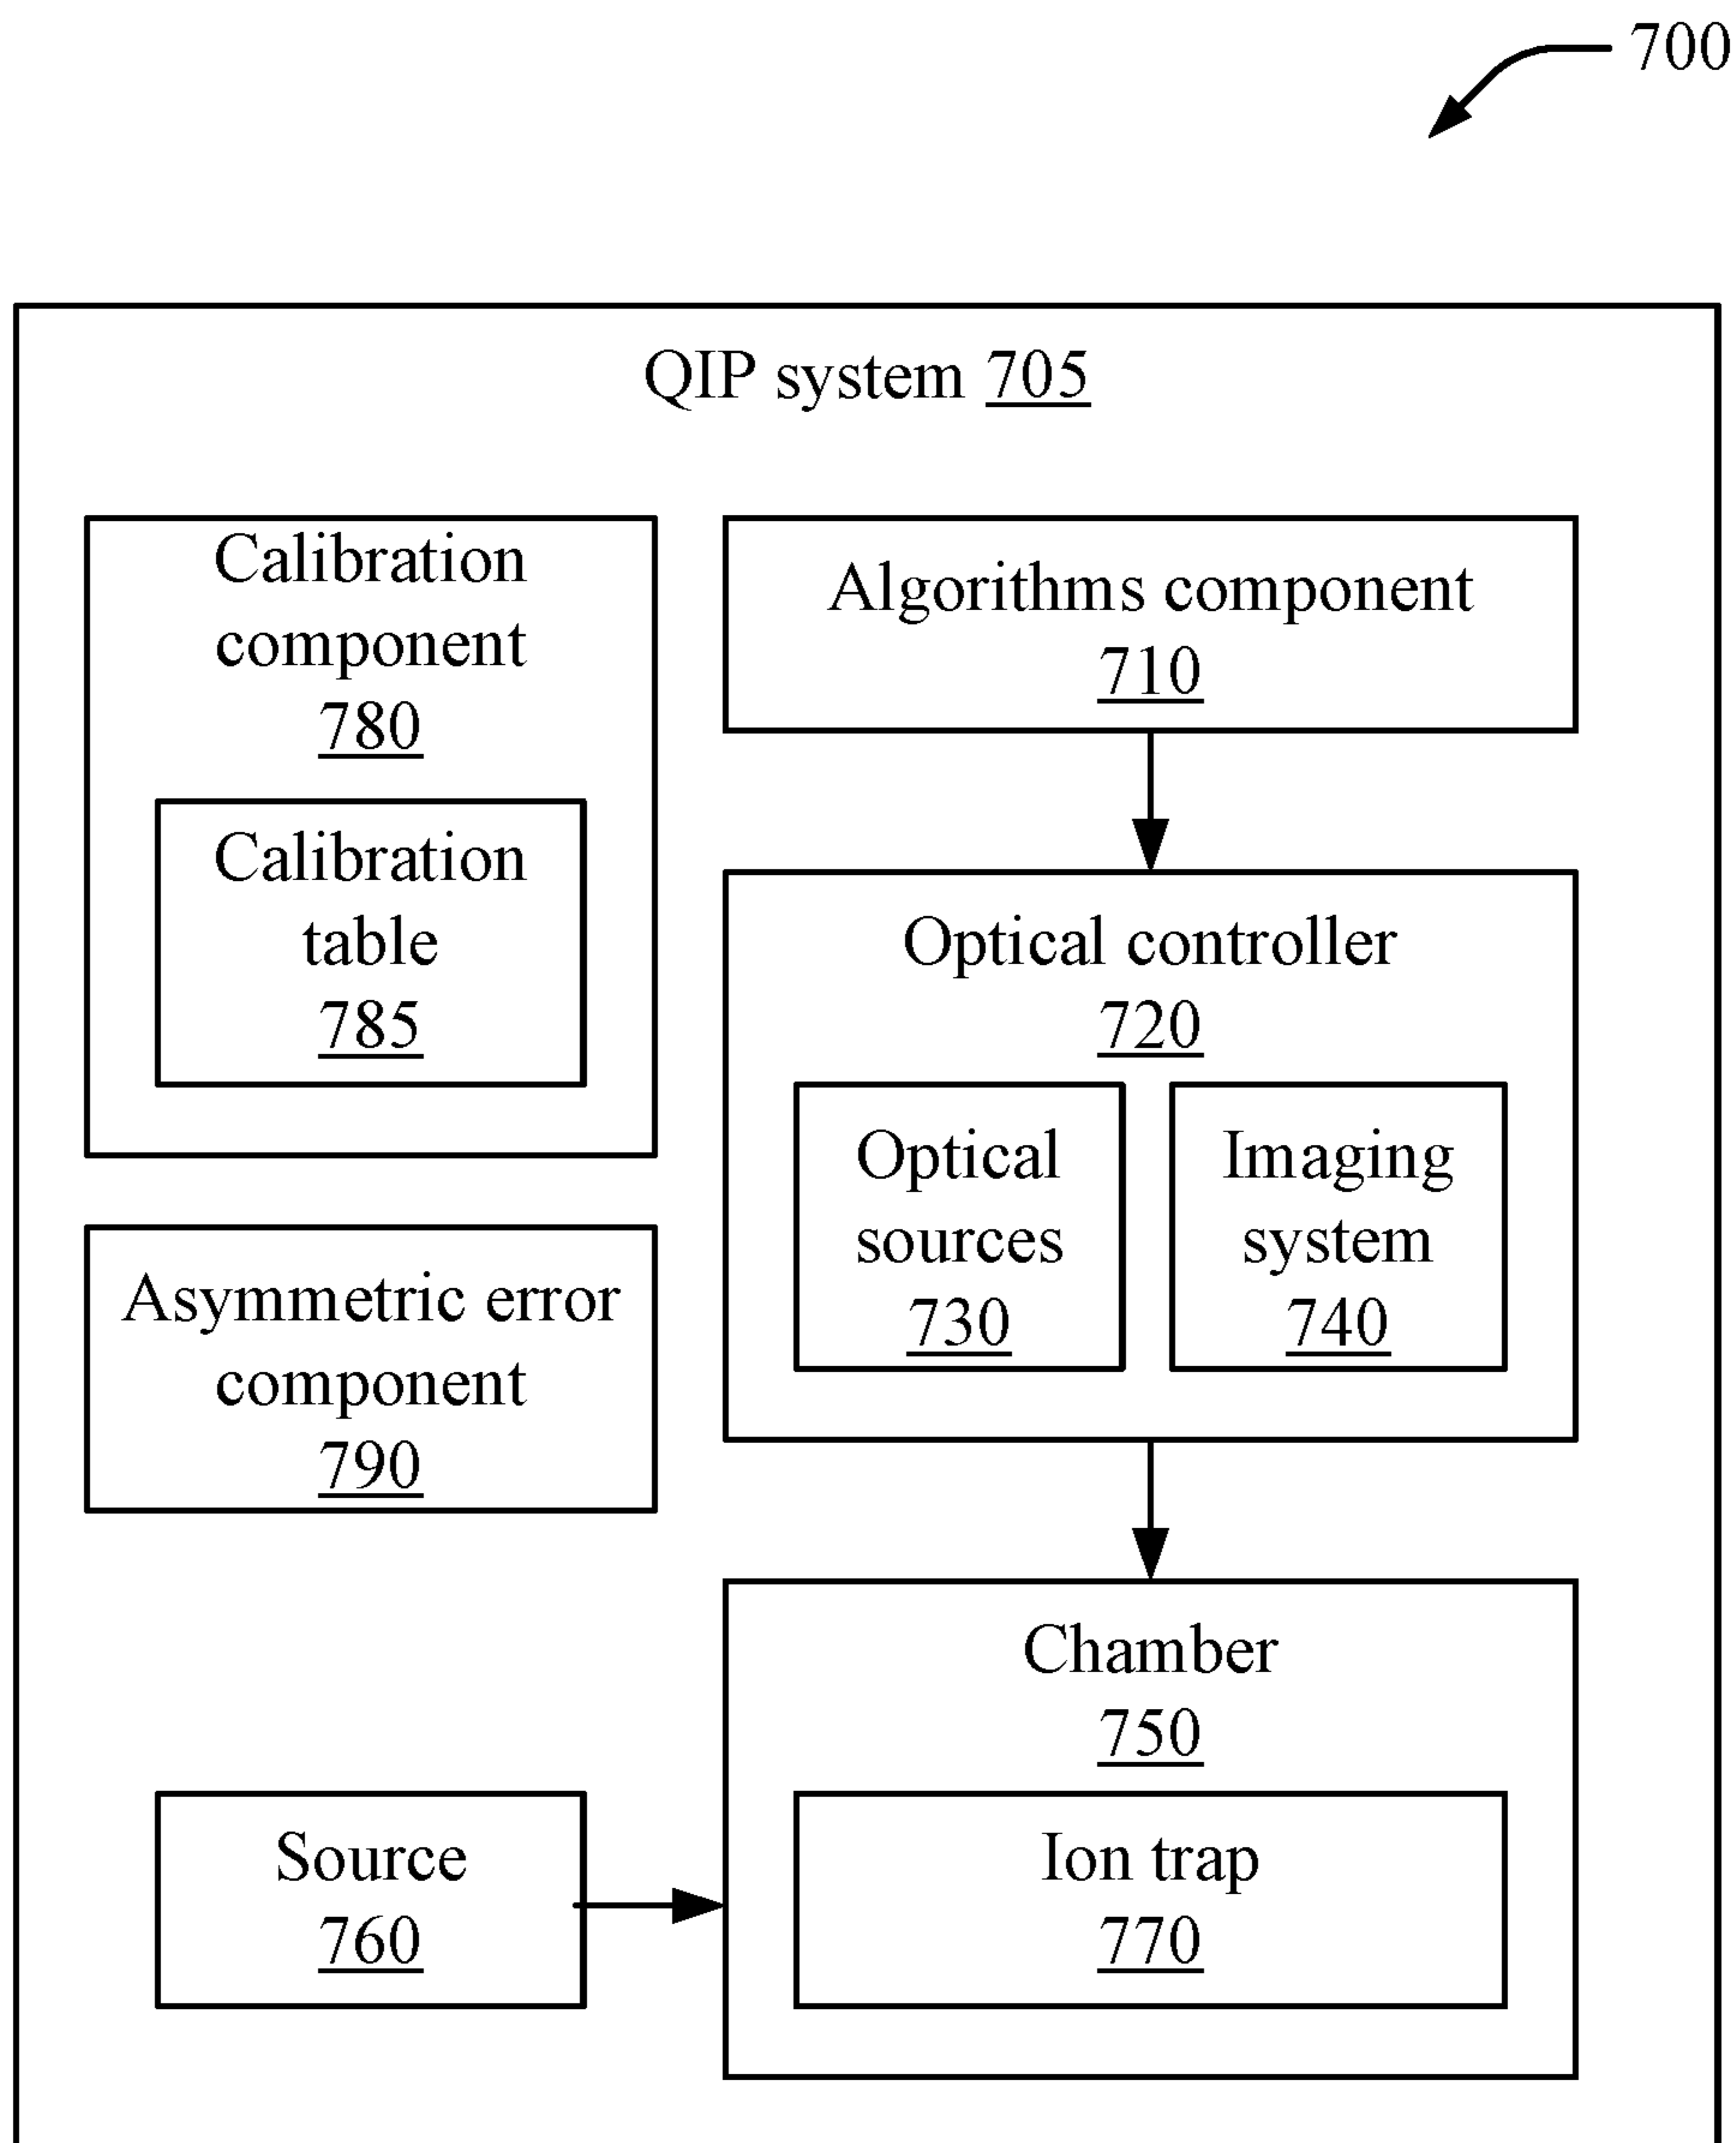 700
QIP system 705
Calibration
component
780
Calibration
table
785
Asymmetric error
component
790
Algorithms component
710
Optical controller
720
Optical
sources
730
Imaging
system
740
Chamber
750
Source
760
Ion trap
770